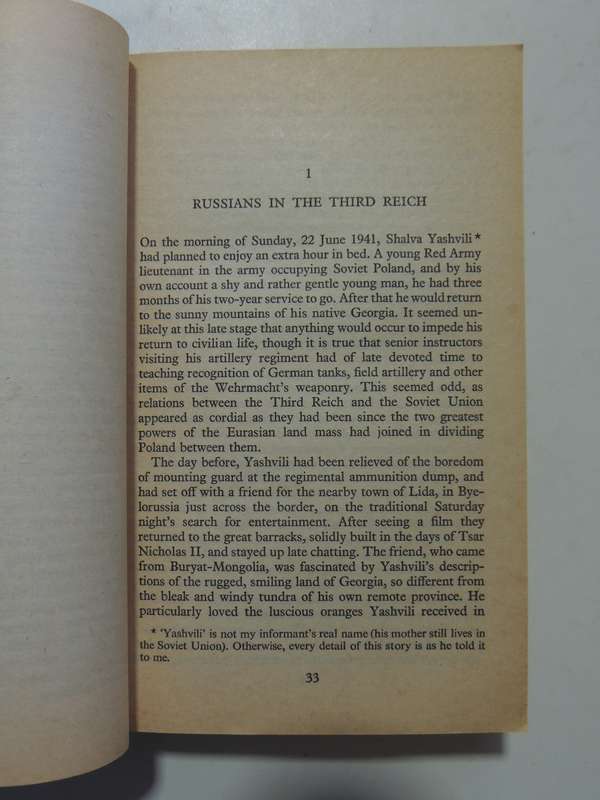 1
RUSSIANS IN THE THIRD REICH
On the morning of Sunday, 22 June 1941, Shalva Yashvili*
had planned to enjoy an extra hour in bed. A young Red Army
lieutenant in the army occupying Soviet Poland, and by his
own account a shy and rather gentle young man, he had three
months of his two-year service to go. After that he would return
to the sunny mountains of his native Georgia. It seemed un-
likely at this late stage that anything would occur to impede his
return to civilian life, though it is true that senior instructors
visiting his artillery regiment had of late devoted time to
teaching recognition of German tanks, field artillery and other
items of the Wehrmacht's weaponry. This seemed odd, as
relations between the Third Reich and the Soviet Union
appeared as cordial as they had been since the two greatest
powers of the Eurasian land mass had joined in dividing
Poland between them.
The day before, Yashvili had been relieved of the boredom
of mounting guard at the regimental ammunition dump, and
had set off with a friend for the nearby town of Lida, in Bye-
lorussia just across the border, on the traditional Saturday
night's search for entertainment. After seeing a film they
returned to the great barracks, solidly built in the days of Tsar
Nicholas II, and stayed up late chatting. The friend, who came
from Buryat-Mongolia, was fascinated by Yashvili's descrip-
tions of the rugged, smiling land of Georgia, so different from
the bleak and windy tundra of his own remote province. He
particularly loved the luscious oranges Yashvili received in
* 'Yashvili' is not my informant's real name (his mother still lives in
the Soviet Union). Otherwise, every detail of this story is as he told it
to me.
33